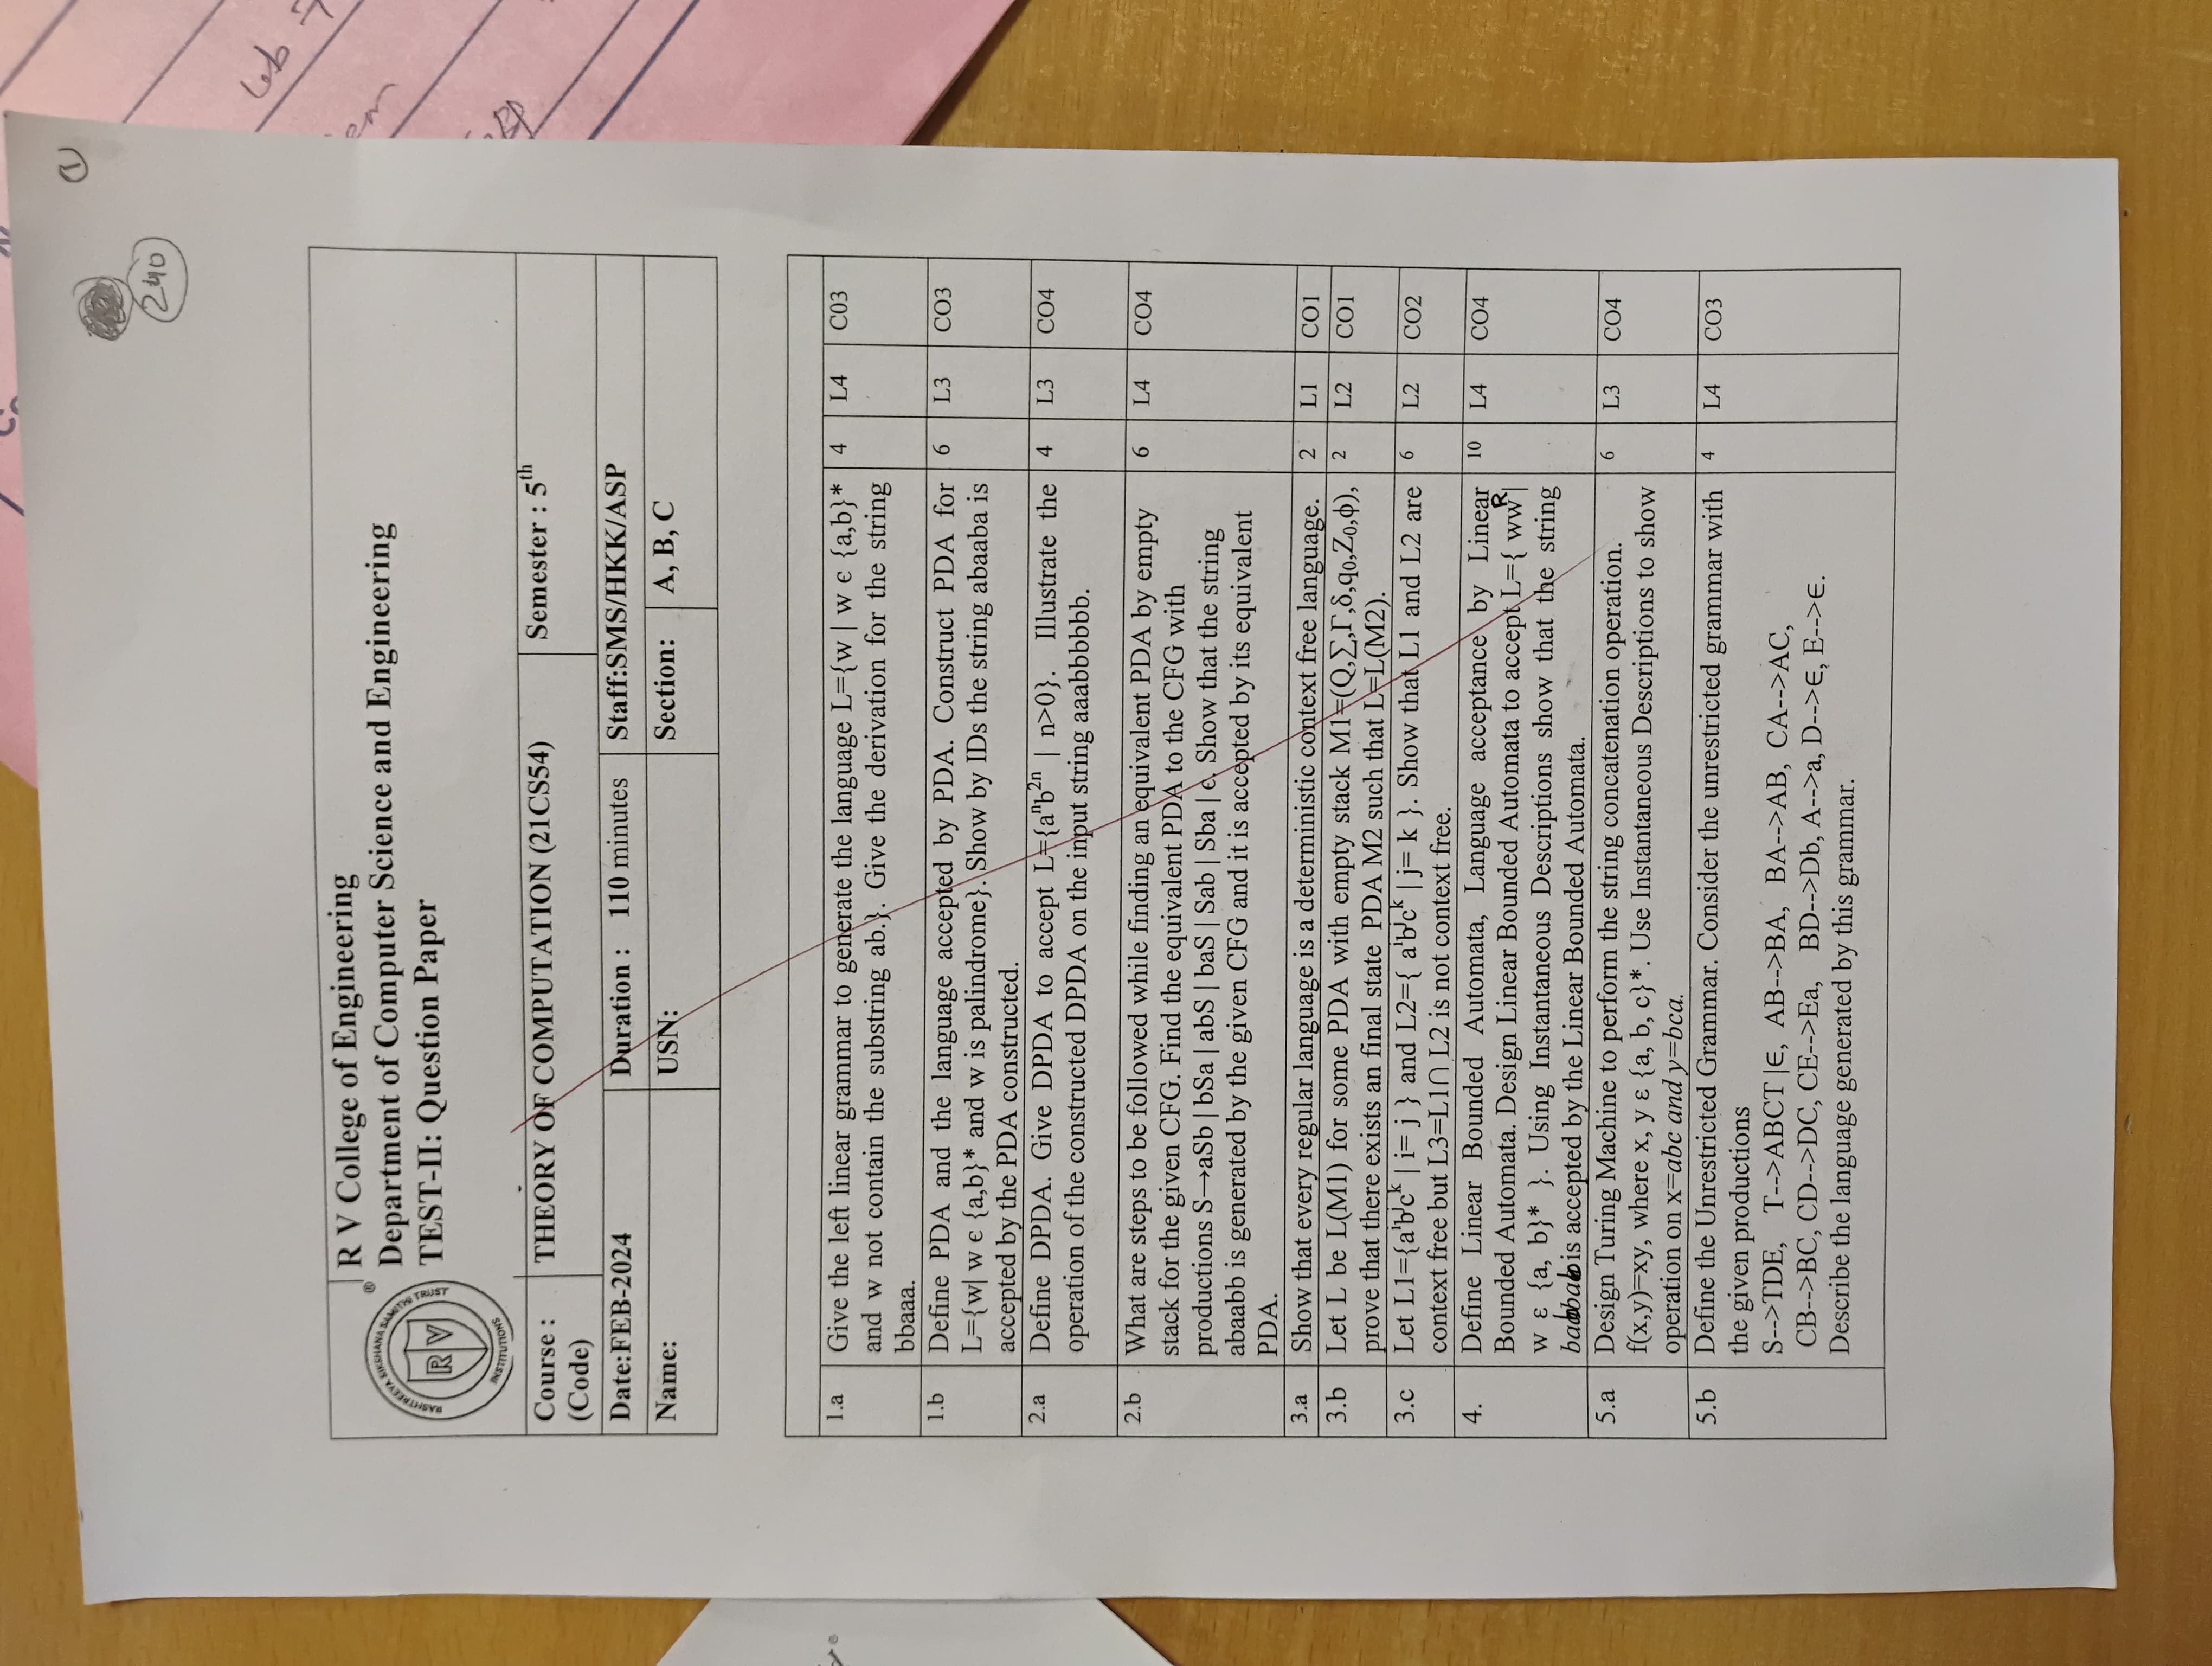 ①
240
RASHTREEYA SIKSHANA SAMITHI TRUST
RV
INSTITUTIONS
®
R V College of Engineering
Department of Computer Science and Engineering
TEST-II: Question Paper
Course : (Code) THEORY OF COMPUTATION (21CS54) Semester : 5th
Date:FEB-2024 Duration : 110 minutes Staff:SMS/HKK/ASP
Name: USN: Section: A, B, C
1.a Give the left linear grammar to generate the language L={w | w є {a,b}* 4 L4 C03
and w not contain the substring ab.}. Give the derivation for the string
bbaaa.
1.b Define PDA and the language accepted by PDA. Construct PDA for 6 L3 CO3
L={w| w є {a,b}* and w is palindrome}. Show by IDs the string abaaba is
accepted by the PDA constructed.
2.a Define DPDA. Give DPDA to accept L={aⁿb²ⁿ | n>0}. Illustrate the 4 L3 CO4
operation of the constructed DPDA on the input string aaabbbbbb.
2.b What are steps to be followed while finding an equivalent PDA by empty 6 L4 CO4
stack for the given CFG. Find the equivalent PDA to the CFG with
productions S→aSb | bSa | abS | baS | Sab | Sba | є. Show that the string
abaabb is generated by the given CFG and it is accepted by its equivalent
PDA.
3.a Show that every regular language is a deterministic context free language. 2 L1 CO1
3.b Let L be L(M1) for some PDA with empty stack M1=(Q,∑,Γ,δ,q₀,Z₀,ϕ), 2 L2 CO1
prove that there exists an final state PDA M2 such that L=L(M2).
3.c Let L1={aⁱbʲcᵏ | i= j } and L2={ aⁱbʲcᵏ | j= k }. Show that L1 and L2 are 6 L2 CO2
context free but L3=L1∩ L2 is not context free.
4. Define Linear Bounded Automata, Language acceptance by Linear 10 L4 CO4
Bounded Automata. Design Linear Bounded Automata to accept L={ wwᴿ |
w ε {a, b}* }. Using Instantaneous Descriptions show that the string
is accepted by the Linear Bounded Automata.
5.a Design Turing Machine to perform the string concatenation operation. 6 L3 CO4
f(x,y)=xy, where x, y ε {a, b, c}*. Use Instantaneous Descriptions to show
operation on x=abc and y=bca.
5.b Define the Unrestricted Grammar. Consider the unrestricted grammar with 4 L4 CO3
the given productions
S-->TDE, T-->ABCT |∈, AB-->BA, BA-->AB, CA-->AC,
CB-->BC, CD-->DC, CE-->Ea, BD-->Db, A-->a, D-->∈, E-->∈.
Describe the language generated by this grammar.